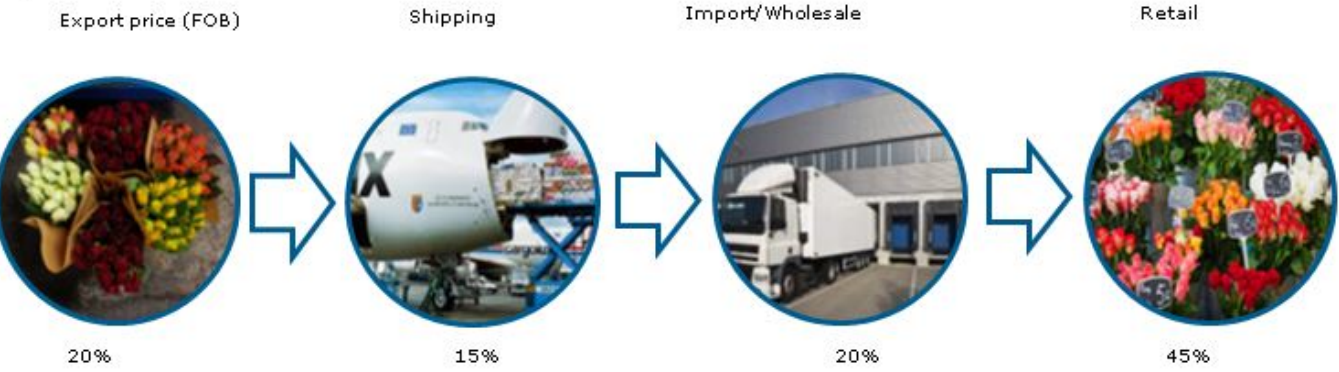 Export price (FOB)
Shipping
Import/Wholesale
Retail
X
20%
15%
20%
45%